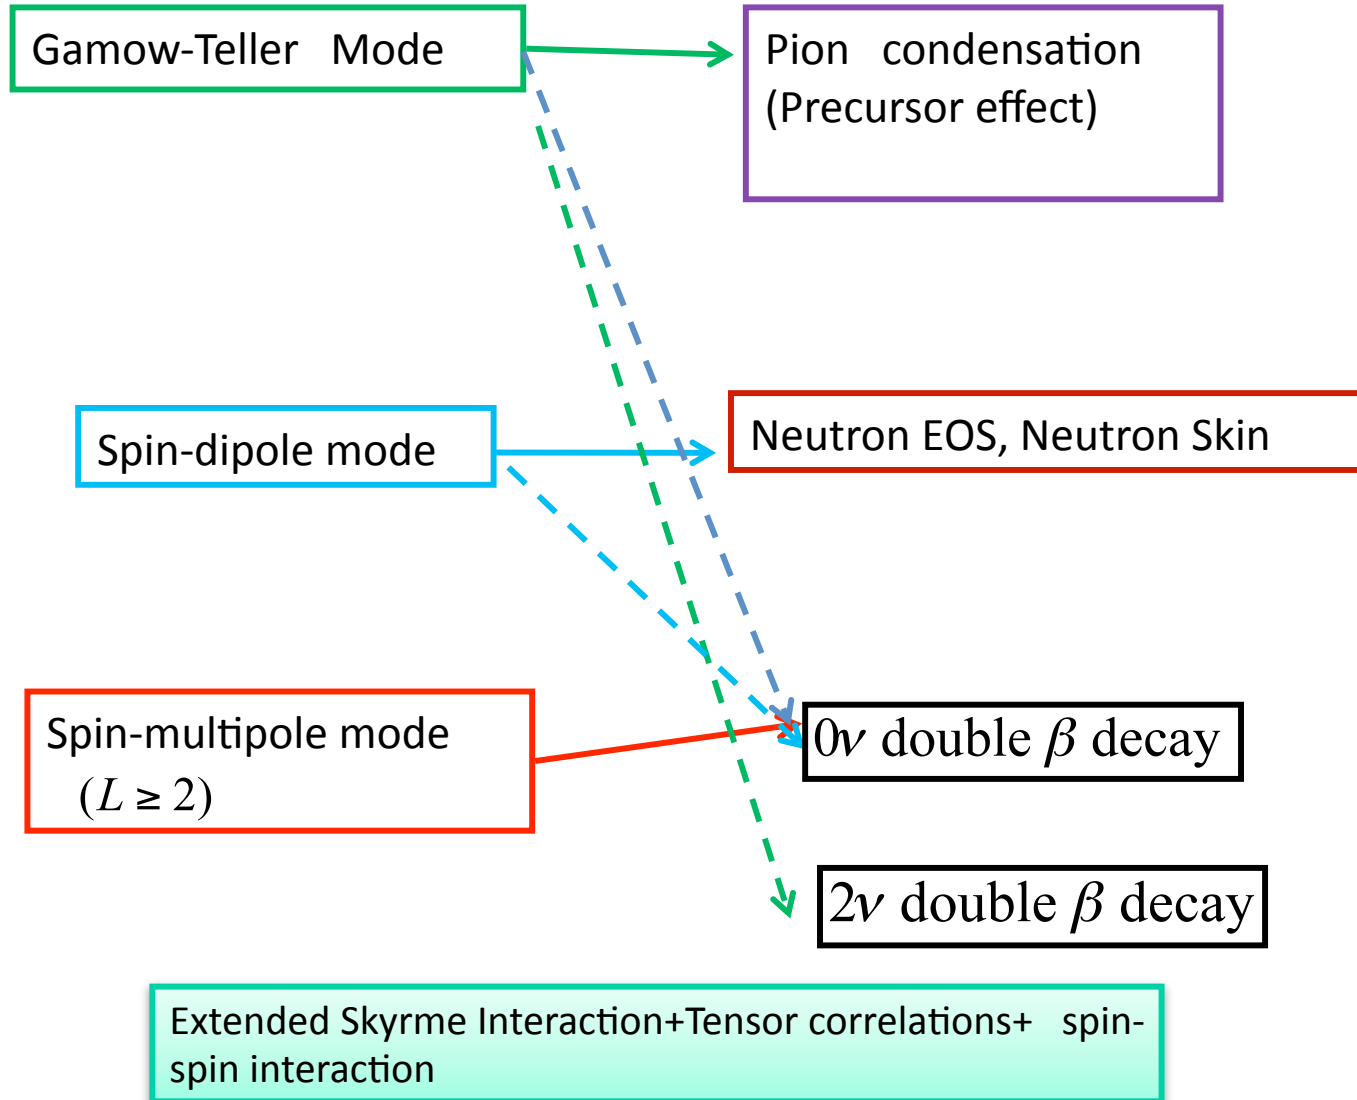 Gamow-Teller Mode
Pion condensation
(Precursor effect)
Spin-dipole mode
Neutron EOS, Neutron Skin
Spin-multipole mode
(L ≥ 2)
0ν double β decay
2ν double β decay
Extended Skyrme Interaction+Tensor correlations+ spin-
spin interaction